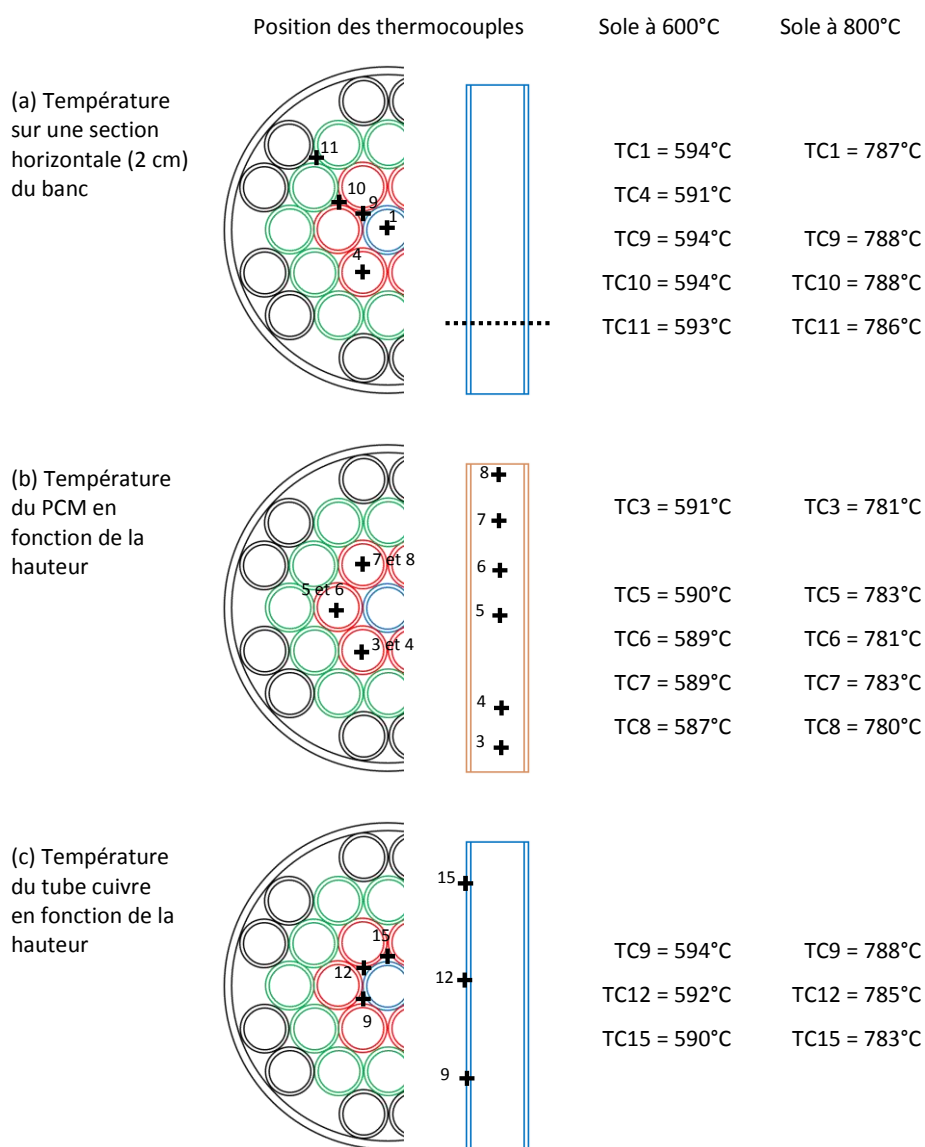 Position des thermocouples Sole à 600°C Sole à 800°C
(a) Température
sur une section
horizontale (2 cm)
du banc
11
10
9
1
4
TC1 = 594°C TC1 = 787°C
TC4 = 591°C
TC9 = 594°C TC9 = 788°C
TC10 = 594°C TC10 = 788°C
TC11 = 593°C TC11 = 786°C
(b) Température
du PCM en
fonction de la
hauteur
7 et 8
5 et 6
3 et 4
8
7
6
5
4
3
TC3 = 591°C TC3 = 781°C
TC5 = 590°C TC5 = 783°C
TC6 = 589°C TC6 = 781°C
TC7 = 589°C TC7 = 783°C
TC8 = 587°C TC8 = 780°C
(c) Température
du tube cuivre
en fonction de la
hauteur
15
12
9
15
12
9
TC9 = 594°C TC9 = 788°C
TC12 = 592°C TC12 = 785°C
TC15 = 590°C TC15 = 783°C